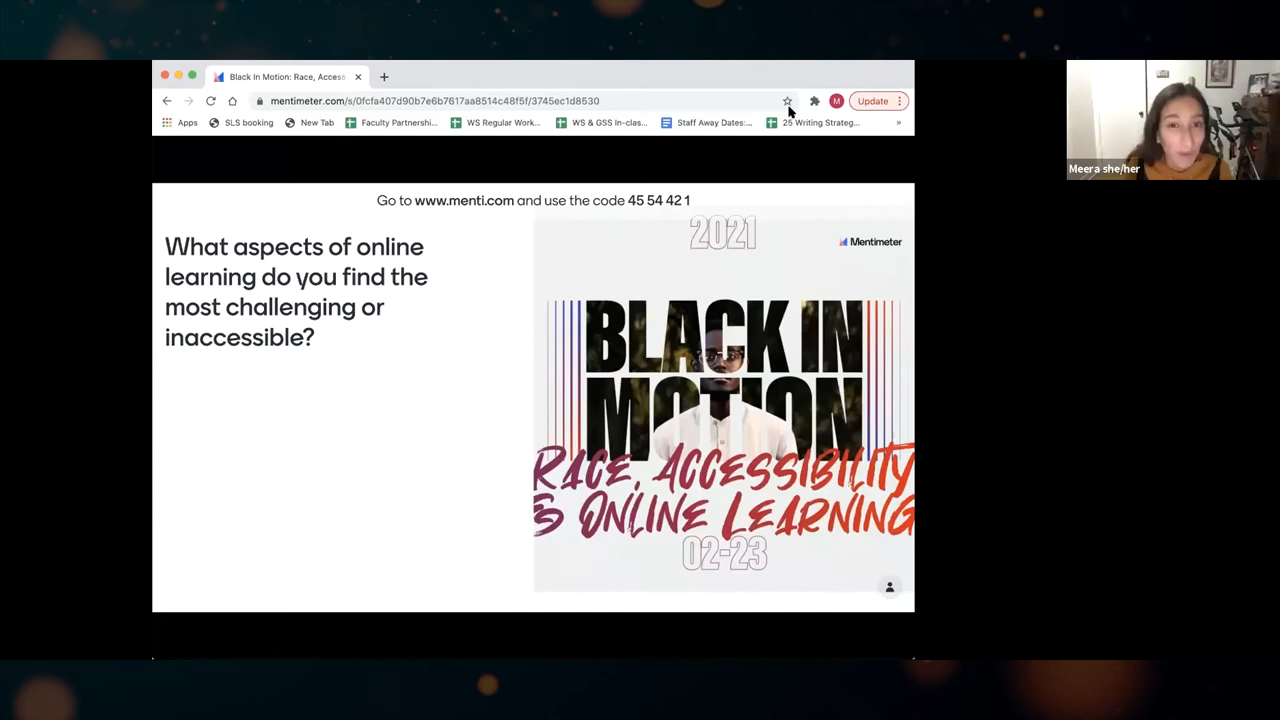 Black In Motion: Race, Access
mentimeter.com/s/0fcfa407d90b7e6b7617aa8514c48f5f/3745ec1d8530
M
Update
Apps
SLS booking
New Tab
Faculty Partnershi...
WS Regular Work...
WS & GSS In-clas...
Staff Away Dates:...
25 Writing Strateg...
»
Meera she/her
Go to www.menti.com and use the code 45 54 42 1
What aspects of online
learning do you find the
most challenging or
inaccessible?
2021
Mentimeter
BLACK IN
MOTION
RACE, ACCESSIBILITY
& ONLINE LEARNING
02-23